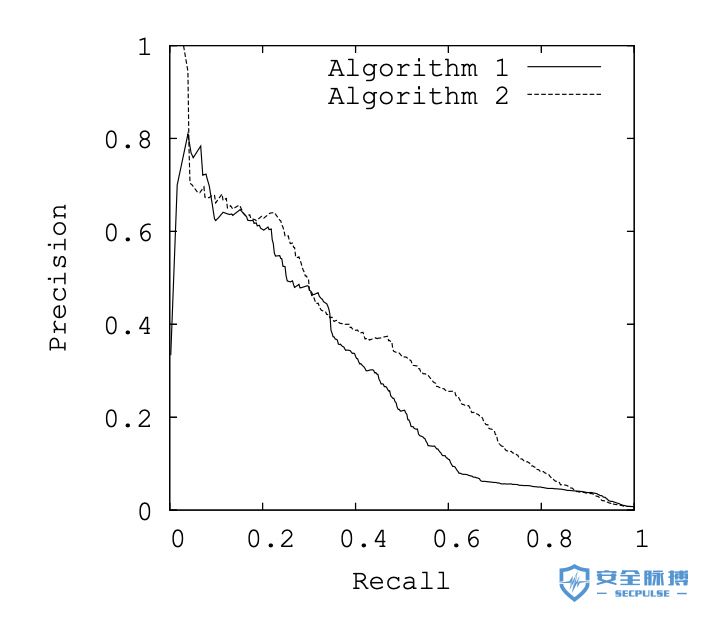 Algorithm 1
Algorithm 2
1
0.8
0.6
0.4
0.2
0
Precision
0 0.2 0.4 0.6 0.8 1
Recall
安全脉搏
SECPULSE